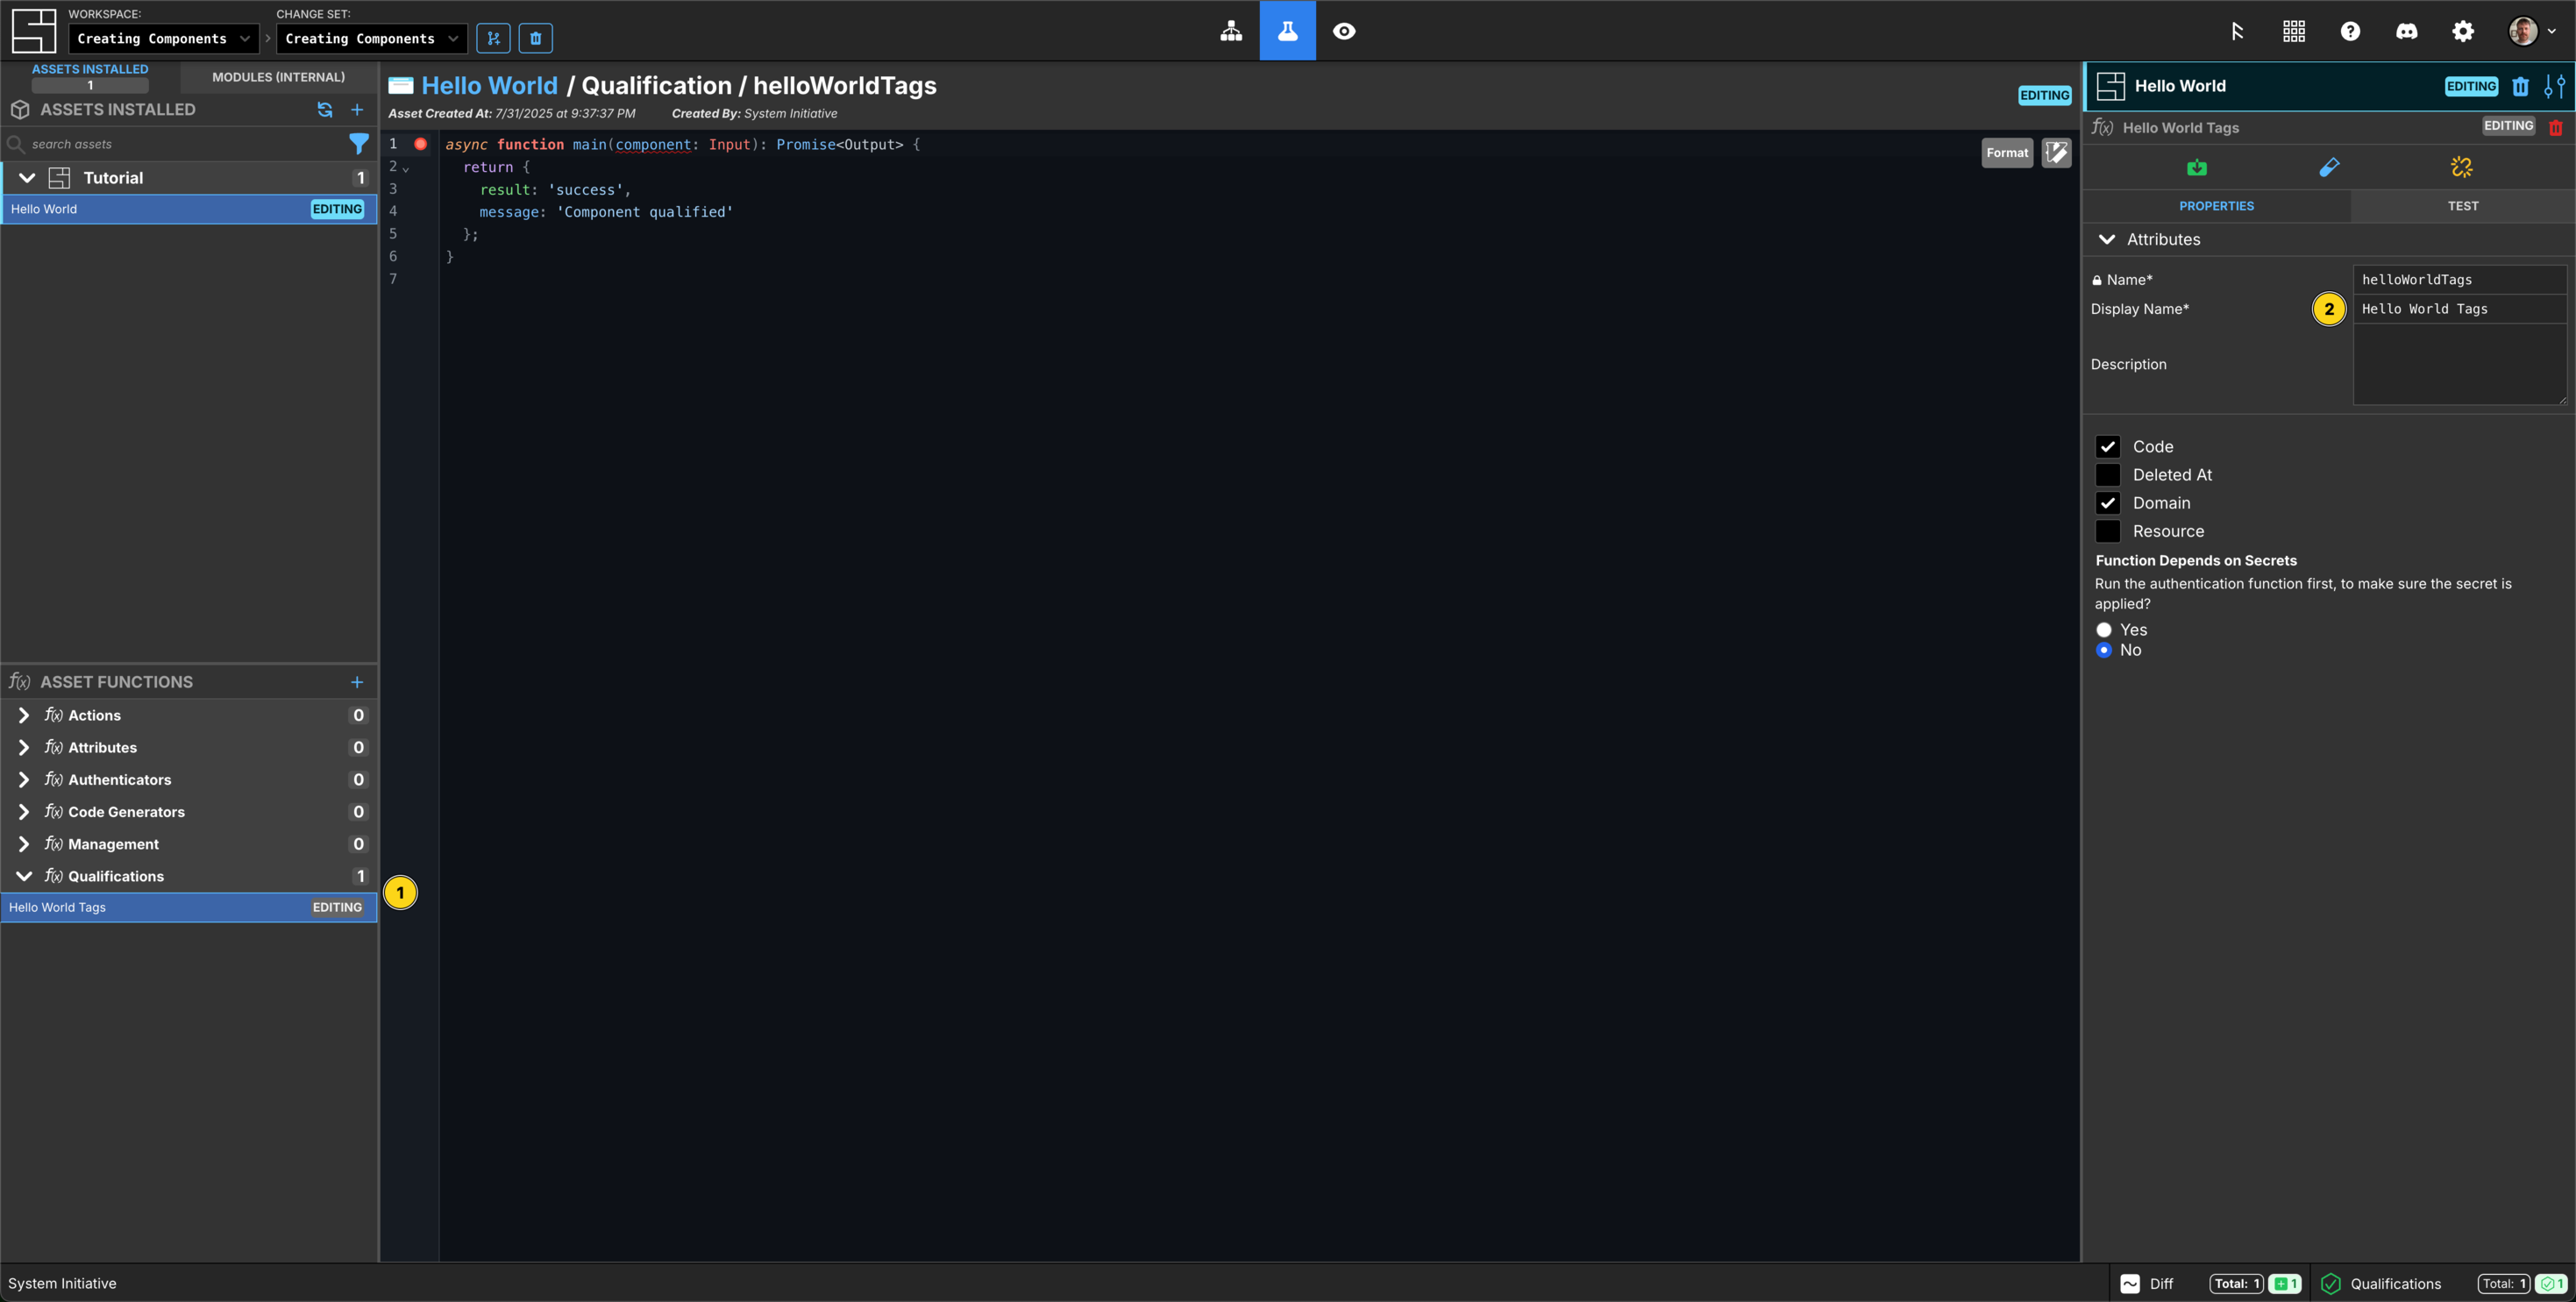 WORKSPACE:
Creating Components
CHANGE SET:
Creating Components
ASSETS INSTALLED
1
MODULES (INTERNAL)
ASSETS INSTALLED
search assets
Tutorial 1
Hello World EDITING
ASSET FUNCTIONS
f(x) Actions 0
f(x) Attributes 0
f(x) Authenticators 0
f(x) Code Generators 0
f(x) Management 0
f(x) Qualifications 1
Hello World Tags EDITING
1
Hello World / Qualification / helloWorldTags
Asset Created At: 7/31/2025 at 9:37:37 PM Created By: System Initiative
EDITING
1 async function main(component: Input): Promise<Output> {
2 return {
3 result: 'success',
4 message: 'Component qualified'
5 };
6 }
7
Format
Hello World EDITING
f(x) Hello World Tags EDITING
PROPERTIES TEST
Attributes
Name* helloWorldTags
Display Name* 2 Hello World Tags
Description
Code
Deleted At
Domain
Resource
Function Depends on Secrets
Run the authentication function first, to make sure the secret is
applied?
Yes
No
System Initiative
Diff Total: 1 1 Qualifications Total: 1 1